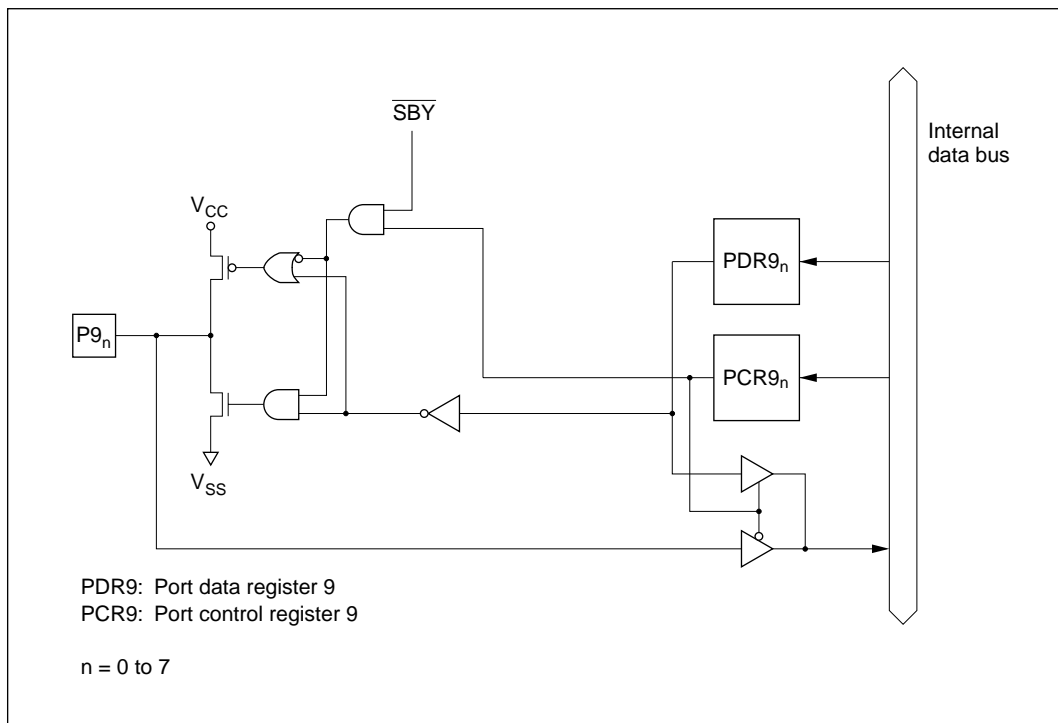 SBY
Internal
data bus
VCC
PDR9n
P9n
PCR9n
VSS
PDR9: Port data register 9
PCR9: Port control register 9
n = 0 to 7